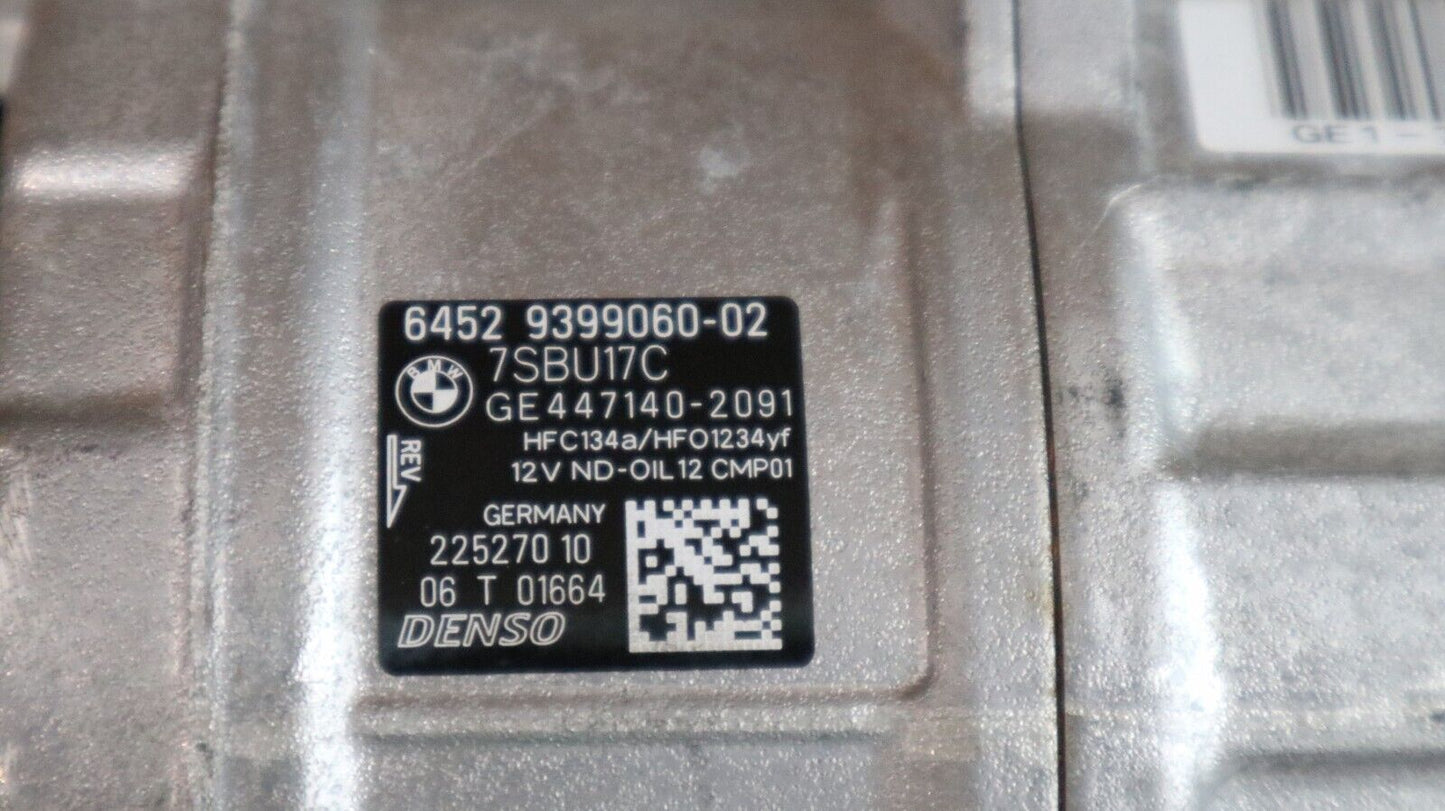 GE1-
6452 9399060-02
BMW
7SBU17C
GE447140-2091
HFC134a/HFO1234yf
REV
12V ND-OIL12 CMP01
GERMANY
225270 10
06 T 01664
DENSO